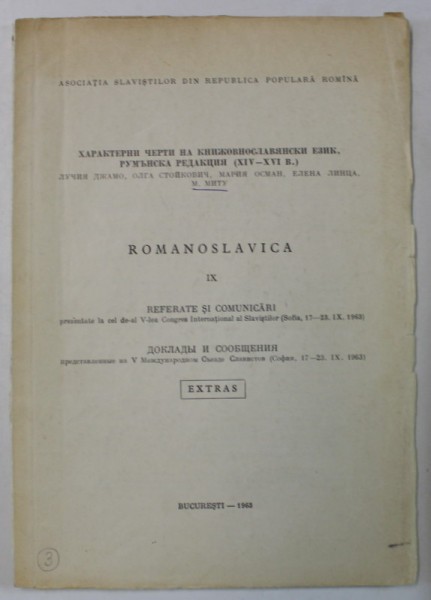 ASOCIAȚIA SLAVIȘTILOR DIN REPUBLICA POPULARĂ ROMÎNĂ
ХАРАКТЕРНИ ЧЕРТИ НА КНИЖОВНОСЛАВЯНСКИ ЕЗИК,
РУМЪНСКА РЕДАКЦИЯ (XIV—XVI В.)
ЛУЧИЯ ДЖАМО, ОЛГА СТОЙКОВИЧ, МАРИЯ ОСМАН, ЕЛЕНА ЛИНЦА,
М. МИТУ
ROMANOSLAVICA
IX
REFERATE ȘI COMUNICĂRI
prezentate la cel de-al V-lea Congres Internațional al Slaviștilor (Sofia, 17—23. IX. 1963)
ДОКЛАДЫ И СООБЩЕНИЯ
представленные на V Международном Съезде Славистов (София, 17—23. IX. 1963)
EXTRAS
BUCUREȘTI — 1963
3